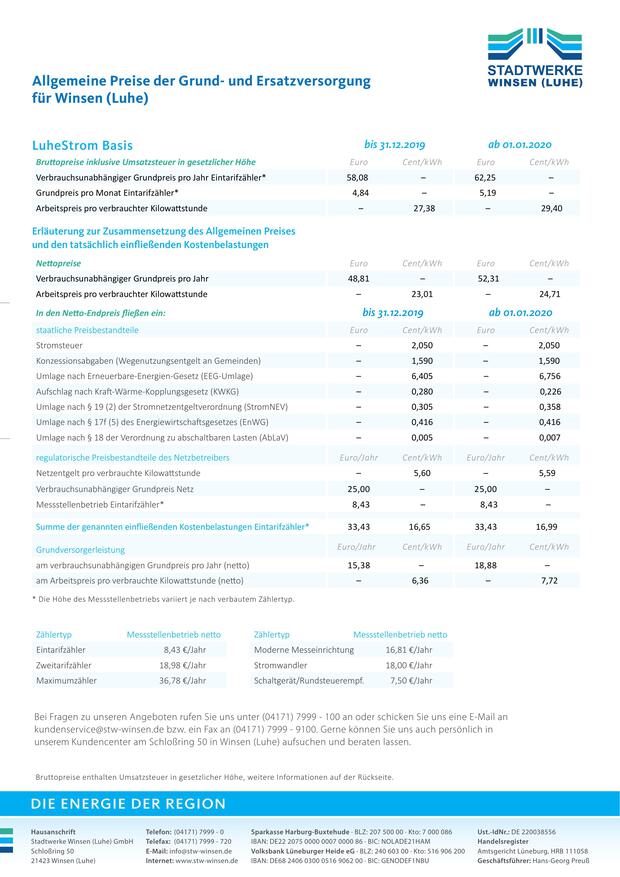 STADTWERKE
WINSEN (LUHE)
Allgemeine Preise der Grund- und Ersatzversorgung
für Winsen (Luhe)
LuheStrom Basis bis 31.12.2019 ab 01.01.2020
Bruttopreise inklusive Umsatzsteuer in gesetzlicher Höhe Euro Cent/kWh Euro Cent/kWh
Verbrauchsunabhängiger Grundpreis pro Jahr Eintarifzähler* 58,08 – 62,25 –
Grundpreis pro Monat Eintarifzähler* 4,84 – 5,19 –
Arbeitspreis pro verbrauchter Kilowattstunde – 27,38 – 29,40
Erläuterung zur Zusammensetzung des Allgemeinen Preises
und den tatsächlich einfließenden Kostenbelastungen
Nettopreise Euro Cent/kWh Euro Cent/kWh
Verbrauchsunabhängiger Grundpreis pro Jahr 48,81 – 52,31 –
Arbeitspreis pro verbrauchter Kilowattstunde – 23,01 – 24,71
In den Netto-Endpreis fließen ein: bis 31.12.2019 ab 01.01.2020
staatliche Preisbestandteile Euro Cent/kWh Euro Cent/kWh
Stromsteuer – 2,050 – 2,050
Konzessionsabgaben (Wegenutzungsentgelt an Gemeinden) – 1,590 – 1,590
Umlage nach Erneuerbare-Energien-Gesetz (EEG-Umlage) – 6,405 – 6,756
Aufschlag nach Kraft-Wärme-Kopplungsgesetz (KWKG) – 0,280 – 0,226
Umlage nach § 19 (2) der Stromnetzentgeltverordnung (StromNEV) – 0,305 – 0,358
Umlage nach § 17f (5) des Energiewirtschaftsgesetzes (EnWG) – 0,416 – 0,416
Umlage nach § 18 der Verordnung zu abschaltbaren Lasten (AbLaV) – 0,005 – 0,007
regulatorische Preisbestandteile des Netzbetreibers Euro/Jahr Cent/kWh Euro/Jahr Cent/kWh
Netzentgelt pro verbrauchte Kilowattstunde – 5,60 – 5,59
Verbrauchsunabhängiger Grundpreis Netz 25,00 – 25,00 –
Messstellenbetrieb Eintarifzähler* 8,43 – 8,43 –
Summe der genannten einfließenden Kostenbelastungen Eintarifzähler* 33,43 16,65 33,43 16,99
Grundversorgerleistung Euro/Jahr Cent/kWh Euro/Jahr Cent/kWh
am verbrauchsunabhängigen Grundpreis pro Jahr (netto) 15,38 – 18,88 –
am Arbeitspreis pro verbrauchte Kilowattstunde (netto) – 6,36 – 7,72
* Die Höhe des Messstellenbetriebs variiert je nach verbautem Zählertyp.
Zählertyp Messstellenbetrieb netto Zählertyp Messstellenbetrieb netto
Eintarifzähler 8,43 €/Jahr Moderne Messeinrichtung 16,81 €/Jahr
Zweitarifzähler 18,98 €/Jahr Stromwandler 18,00 €/Jahr
Maximumzähler 36,78 €/Jahr Schaltgerät/Rundsteuerempf. 7,50 €/Jahr
Bei Fragen zu unseren Angeboten rufen Sie uns unter (04171) 7999 - 100 an oder schicken Sie uns eine E-Mail an
kundenservice@stw-winsen.de bzw. ein Fax an (04171) 7999 - 9100. Gerne können Sie uns auch persönlich in
unserem Kundencenter am Schloßring 50 in Winsen (Luhe) aufsuchen und beraten lassen.
Bruttopreise enthalten Umsatzsteuer in gesetzlicher Höhe, weitere Informationen auf der Rückseite.
DIE ENERGIE DER REGION
Hausanschrift Telefon: (04171) 7999 - 0 Sparkasse Harburg-Buxtehude · BLZ: 207 500 00 · Kto: 7 000 086 Ust.-IdNr.: DE 220038556
Stadtwerke Winsen (Luhe) GmbH Telefax: (04171) 7999 - 720 IBAN: DE22 2075 0000 0007 0000 86 · BIC: NOLADE21HAM Handelsregister
Schloßring 50 E-Mail: info@stw-winsen.de Volksbank Lüneburger Heide eG · BLZ: 240 603 00 · Kto: 516 906 200 Amtsgericht Lüneburg, HRB 111058
21423 Winsen (Luhe) Internet: www.stw-winsen.de IBAN: DE68 2406 0300 0516 9062 00 · BIC: GENODEF1NBU Geschäftsführer: Hans-Georg Preuß